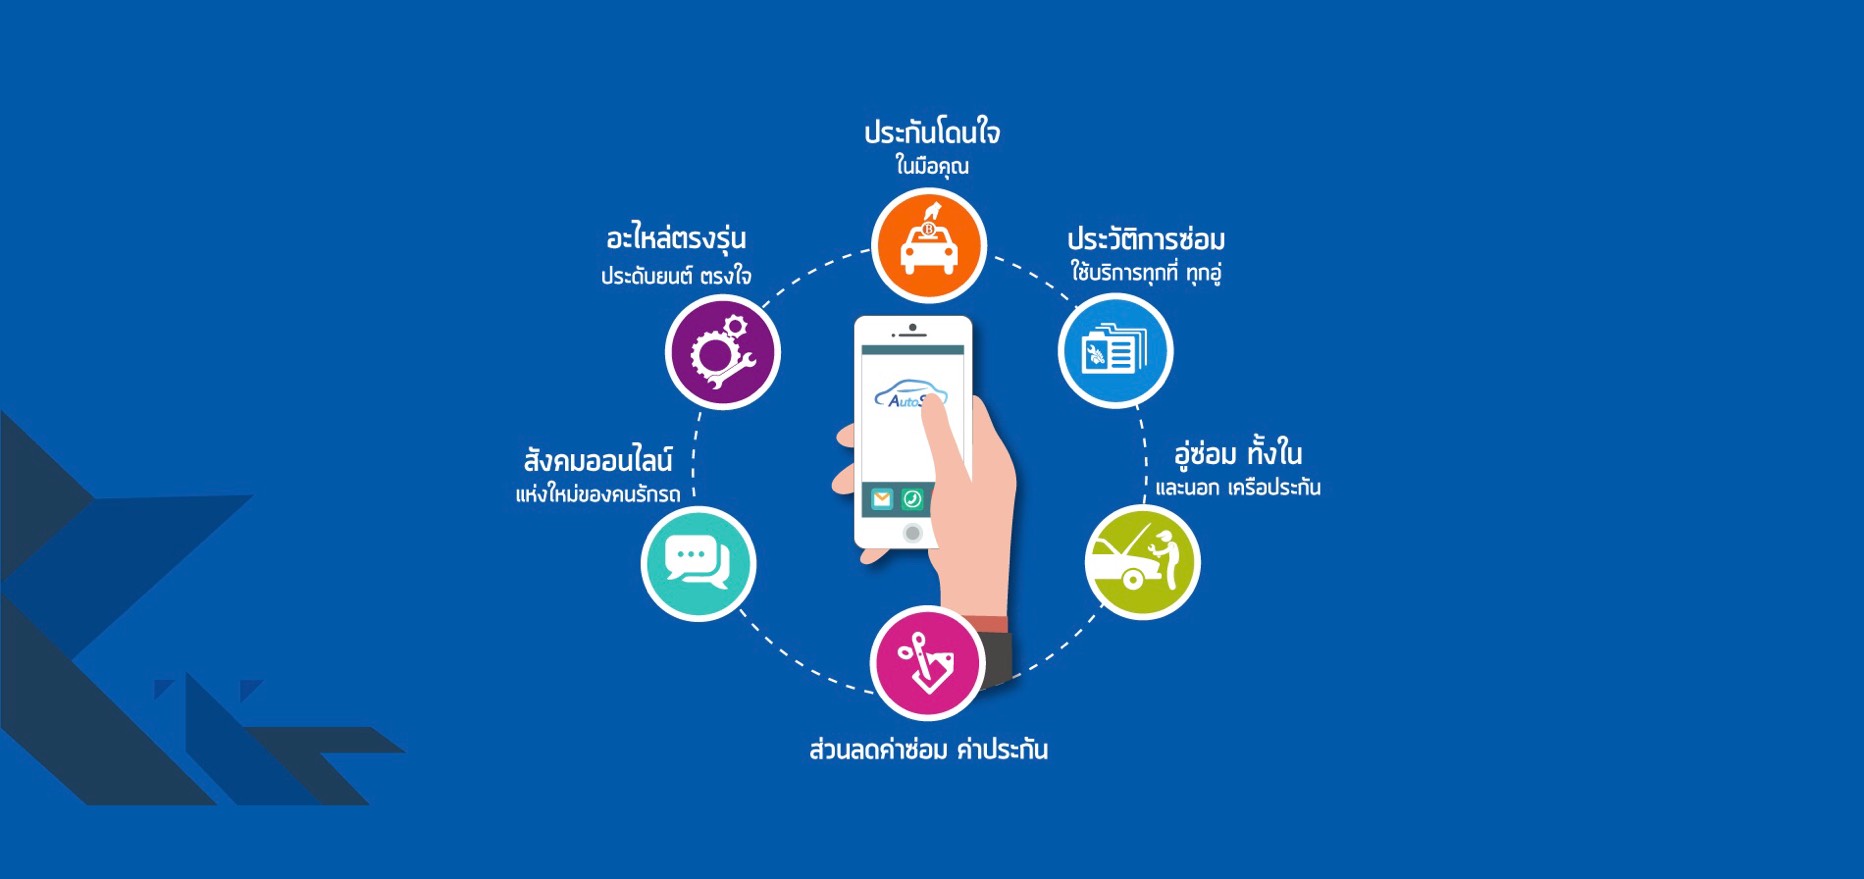 ประกันโดนใจ
ในมือคุณ
อะไหล่ตรงรุ่น
ประดับยนต์ ตรงใจ
ประวัติการซ่อม
ใช้บริการทุกที่ ทุกอู่
สังคมออนไลน์
แห่งใหม่ของคนรักรถ
อู่ซ่อม ทั้งใน
และนอก เครือประกัน
ส่วนลดค่าซ่อม ค่าประกัน